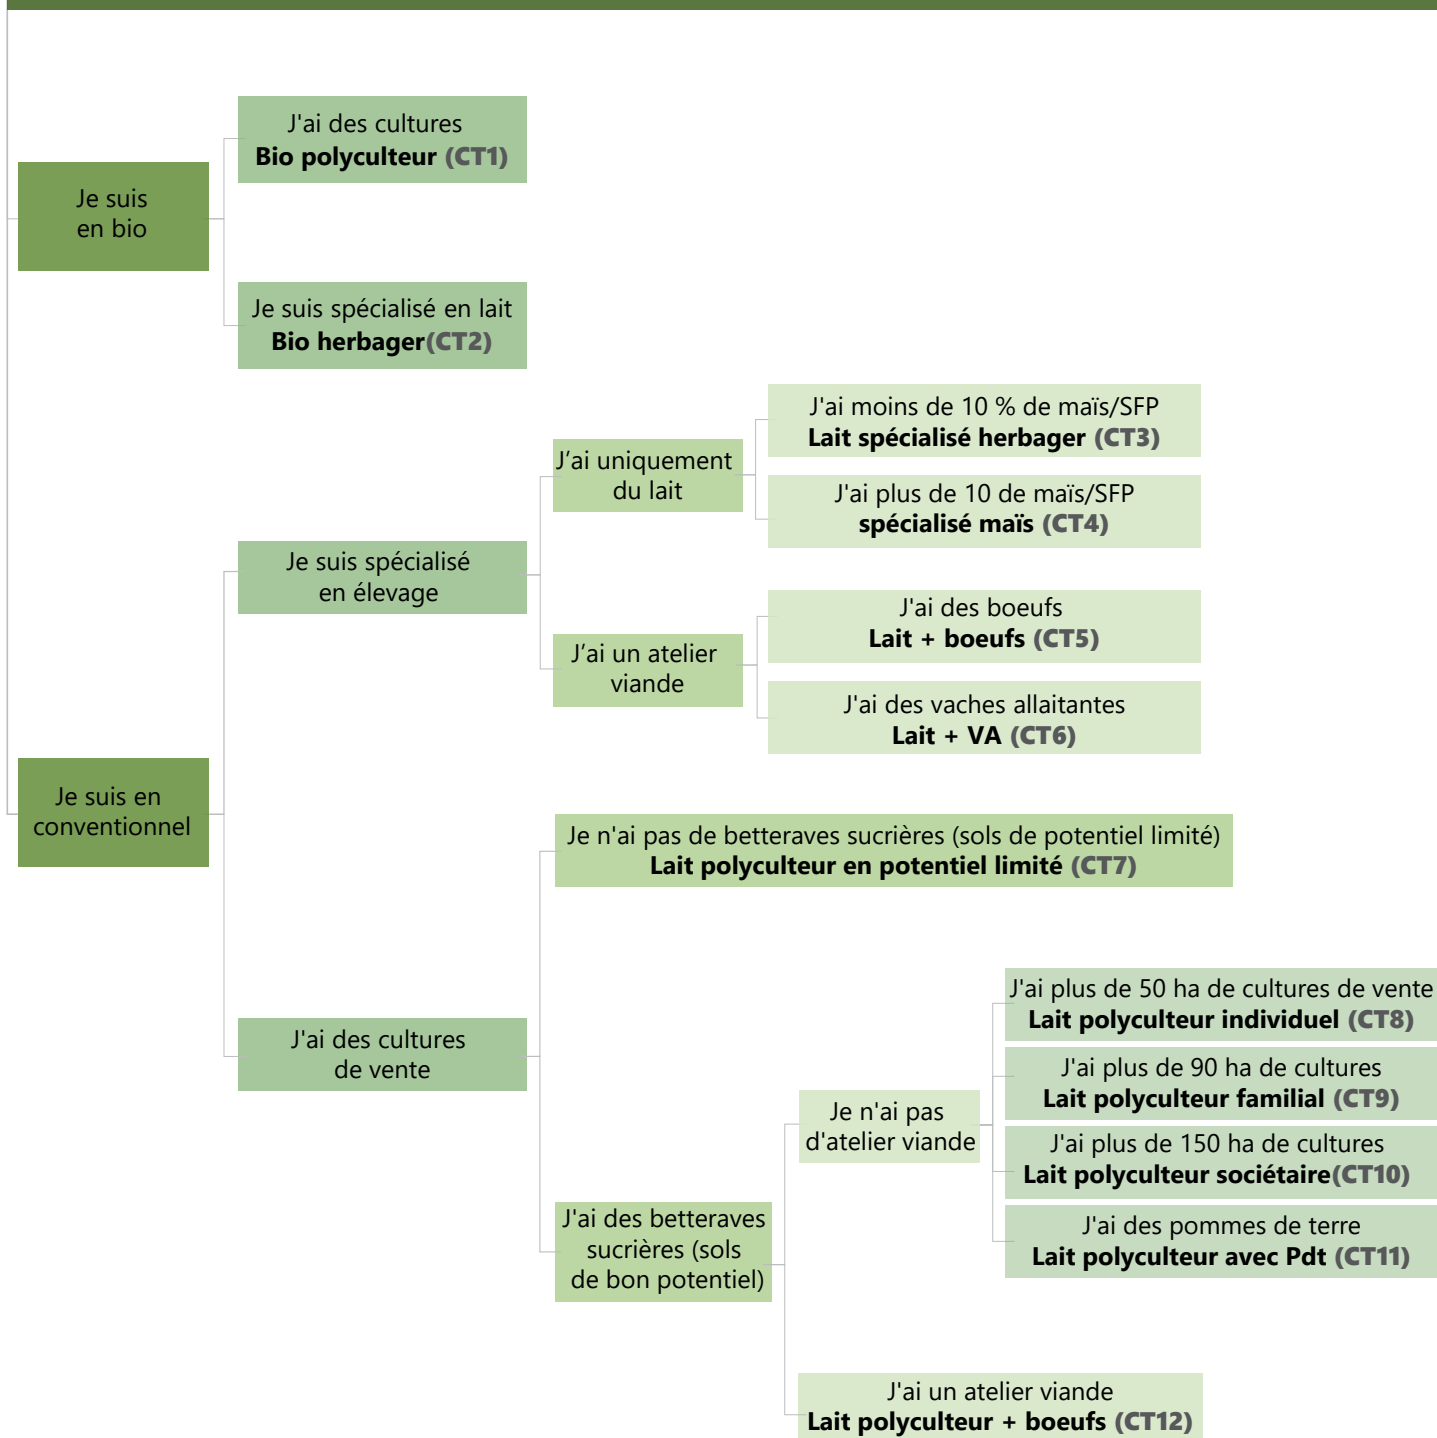 J'ai des cultures
Bio polyculteur (CT1)
Je suis
en bio
Je suis spécialisé en lait
Bio herbager(CT2)
J'ai moins de 10 % de maïs/SFP
Lait spécialisé herbager (CT3)
J’ai uniquement
du lait
J'ai plus de 10 de maïs/SFP
spécialisé maïs (CT4)
Je suis spécialisé
en élevage
J'ai des boeufs
Lait + boeufs (CT5)
J’ai un atelier
viande
J'ai des vaches allaitantes
Lait + VA (CT6)
Je suis en
conventionnel
Je n'ai pas de betteraves sucrières (sols de potentiel limité)
Lait polyculteur en potentiel limité (CT7)
J'ai des cultures
de vente
J'ai plus de 50 ha de cultures de vente
Lait polyculteur individuel (CT8)
J'ai plus de 90 ha de cultures
Lait polyculteur familial (CT9)
Je n'ai pas
d'atelier viande
J'ai plus de 150 ha de cultures
Lait polyculteur sociétaire(CT10)
J'ai des pommes de terre
Lait polyculteur avec Pdt (CT11)
J'ai des betteraves
sucrières (sols
de bon potentiel)
J'ai un atelier viande
Lait polyculteur + boeufs (CT12)